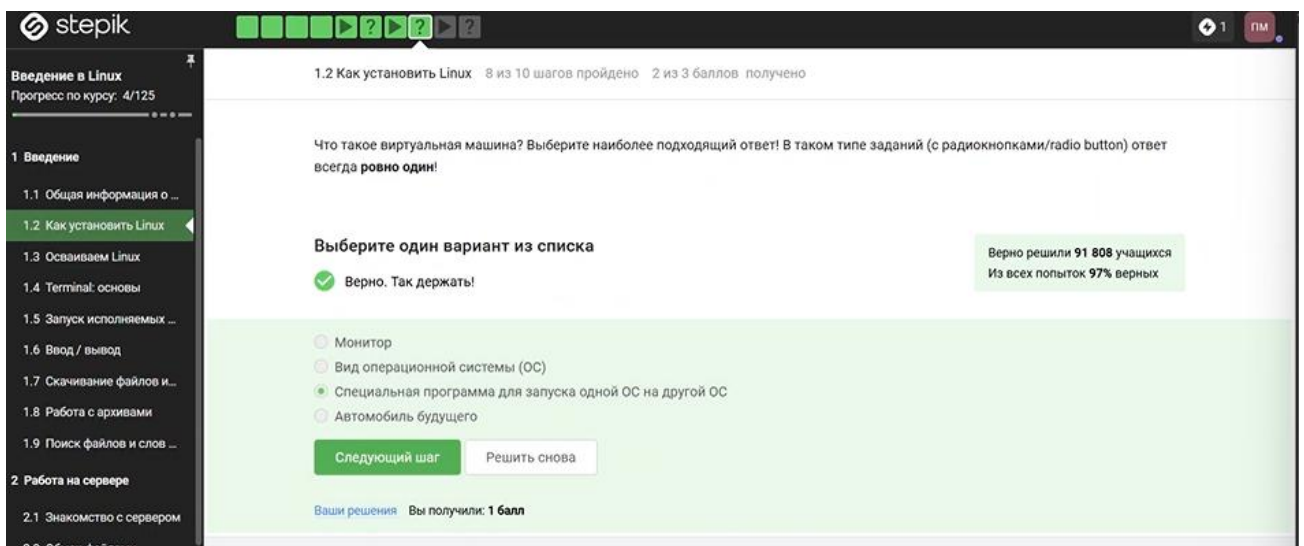 stepik
? ? ?
1
ПМ
Введение в Linux
Прогресс по курсу: 4/125
1 Введение
1.1 Общая информация о ...
1.2 Как установить Linux
1.3 Осваиваем Linux
1.4 Terminal: основы
1.5 Запуск исполняемых ...
1.6 Ввод / вывод
1.7 Скачивание файлов и...
1.8 Работа с архивами
1.9 Поиск файлов и слов ...
2 Работа на сервере
2.1 Знакомство с сервером
1.2 Как установить Linux 8 из 10 шагов пройдено 2 из 3 баллов получено
Что такое виртуальная машина? Выберите наиболее подходящий ответ! В таком типе заданий (с радиокнопками/radio button) ответ
всегда ровно один!
Выберите один вариант из списка
Верно. Так держать!
Верно решили 91 808 учащихся
Из всех попыток 97% верных
Монитор
Вид операционной системы (ОС)
Специальная программа для запуска одной ОС на другой ОС
Автомобиль будущего
Следующий шаг
Решить снова
Ваши решения Вы получили: 1 балл